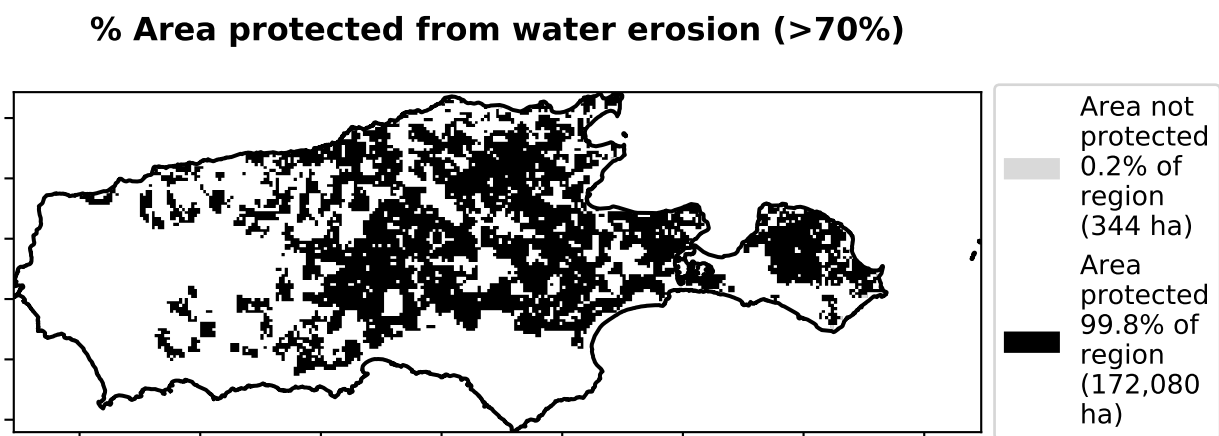 % Area protected from water erosion (>70%)
Area not
protected
0.2% of
region
(344 ha)
Area
protected
99.8% of
region
(172,080
ha)